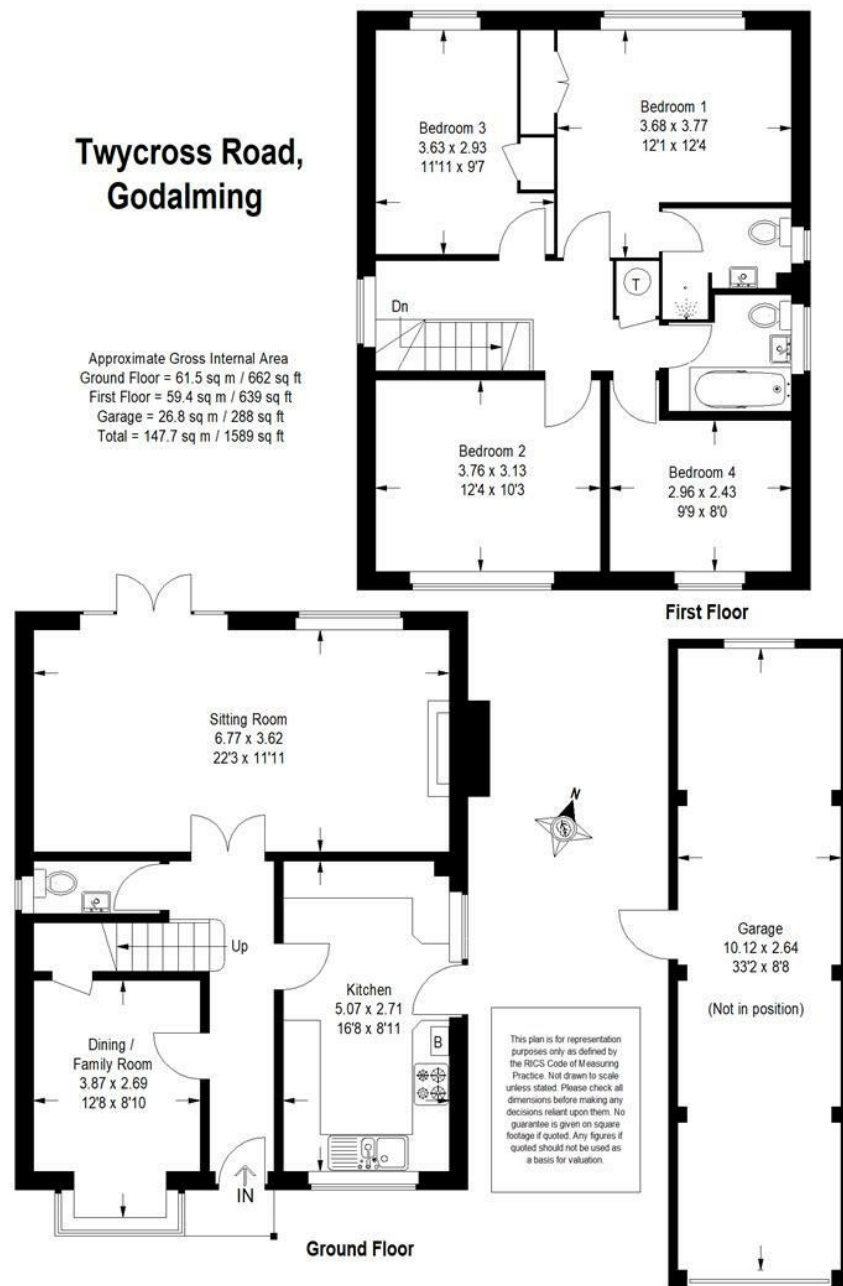 Twycross Road,
Godalming
Approximate Gross Internal Area
Ground Floor = 61.5 sq m / 662 sq ft
First Floor = 59.4 sq m / 639 sq ft
Garage = 26.8 sq m / 288 sq ft
Total = 147.7 sq m / 1589 sq ft
Bedroom 3
3.63 x 2.93
11'11 x 9'7
Bedroom 1
3.68 x 3.77
12'1 x 12'4
T
Dn
Bedroom 2
3.76 x 3.13
12'4 x 10'3
Bedroom 4
2.96 x 2.43
9'9 x 8'0
First Floor
Sitting Room
6.77 x 3.62
22'3 x 11'11
N
Up
Kitchen
5.07 x 2.71
16'8 x 8'11
B
Dining /
Family Room
3.87 x 2.69
12'8 x 8'10
IN
Ground Floor
Garage
10.12 x 2.64
33'2 x 8'8
(Not in position)
This plan is for representation
purposes only as defined by
the RICS Code of Measuring
Practice. Not drawn to scale
unless stated. Please check all
dimensions before making any
decisions reliant upon them. No
guarantee is given on square
footage if quoted. Any figures if
quoted should not be used as
a basis for valuation.